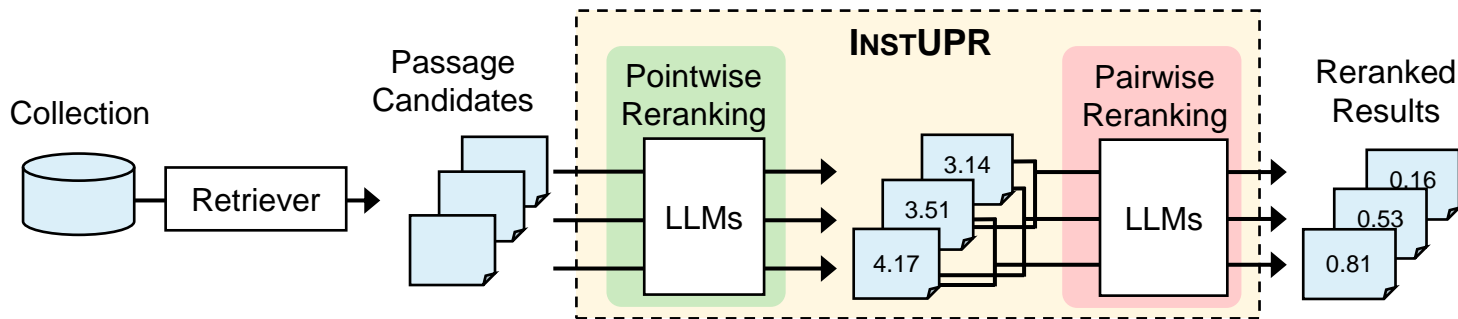 Collection
Retriever
Passage
Candidates
INSTUPR
Pointwise
Reranking
LLMs
3.14
3.51
4.17
Pairwise
Reranking
LLMs
Reranked
Results
0.16
0.53
0.81